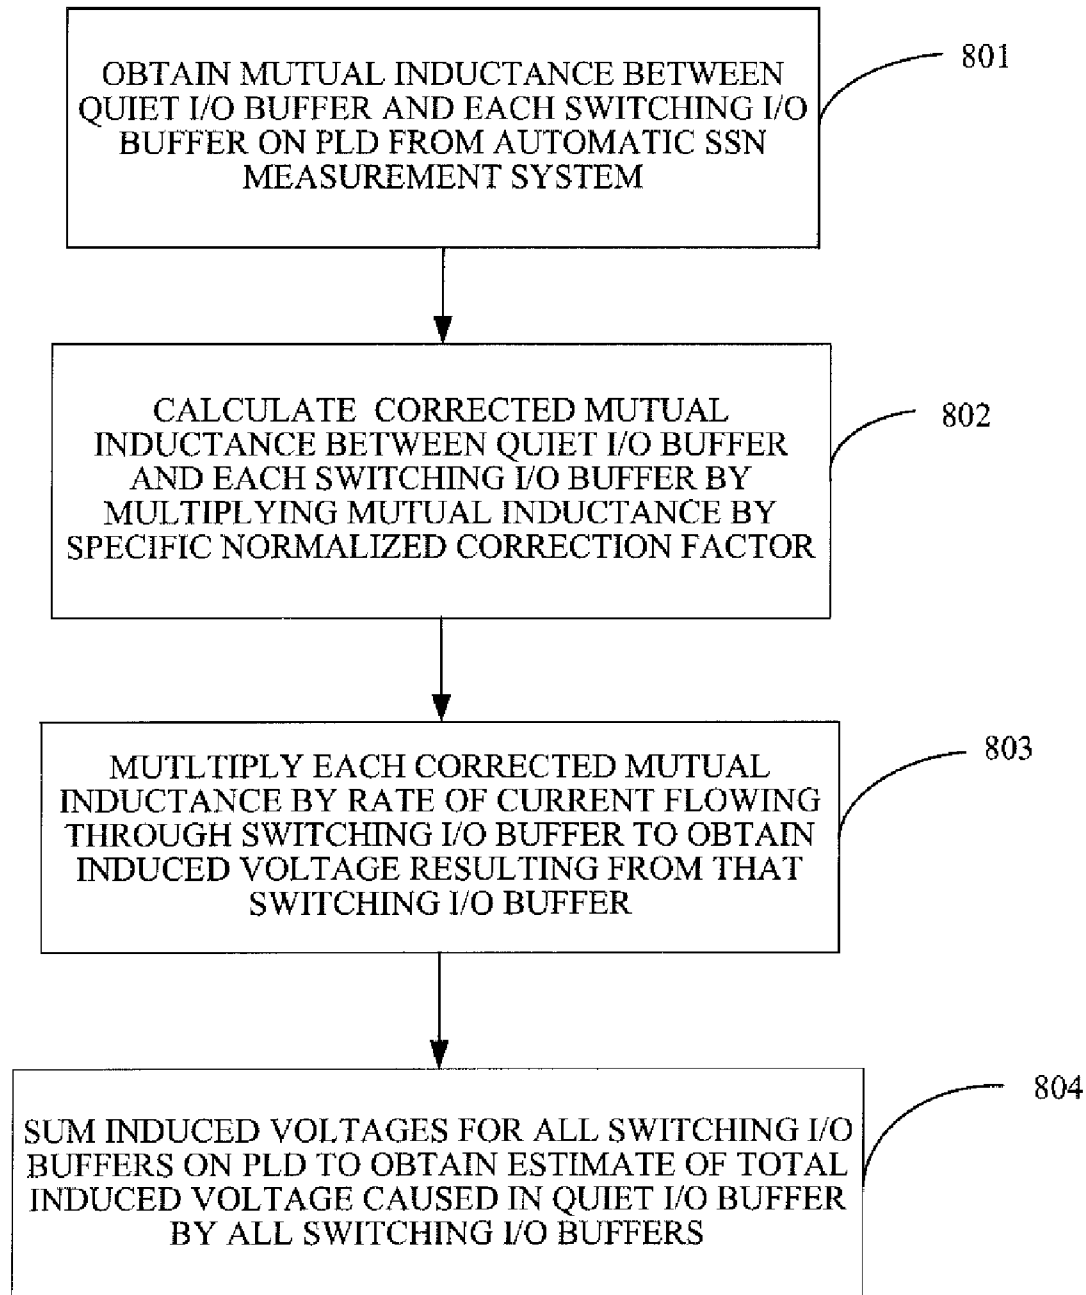 OBTAIN MUTUAL INDUCTANCE BETWEEN
QUIET I/O BUFFER AND EACH SWITCHING I/O
BUFFER ON PLD FROM AUTOMATIC SSN
MEASUREMENT SYSTEM
801
CALCULATE CORRECTED MUTUAL
INDUCTANCE BETWEEN QUIET I/O BUFFER
AND EACH SWITCHING I/O BUFFER BY
MULTIPLYING MUTUAL INDUCTANCE BY
SPECIFIC NORMALIZED CORRECTION FACTOR
802
MUTLTIPLY EACH CORRECTED MUTUAL
INDUCTANCE BY RATE OF CURRENT FLOWING
THROUGH SWITCHING I/O BUFFER TO OBTAIN
INDUCED VOLTAGE RESULTING FROM THAT
SWITCHING I/O BUFFER
803
SUM INDUCED VOLTAGES FOR ALL SWITCHING I/O
BUFFERS ON PLD TO OBTAIN ESTIMATE OF TOTAL
INDUCED VOLTAGE CAUSED IN QUIET I/O BUFFER
BY ALL SWITCHING I/O BUFFERS
804